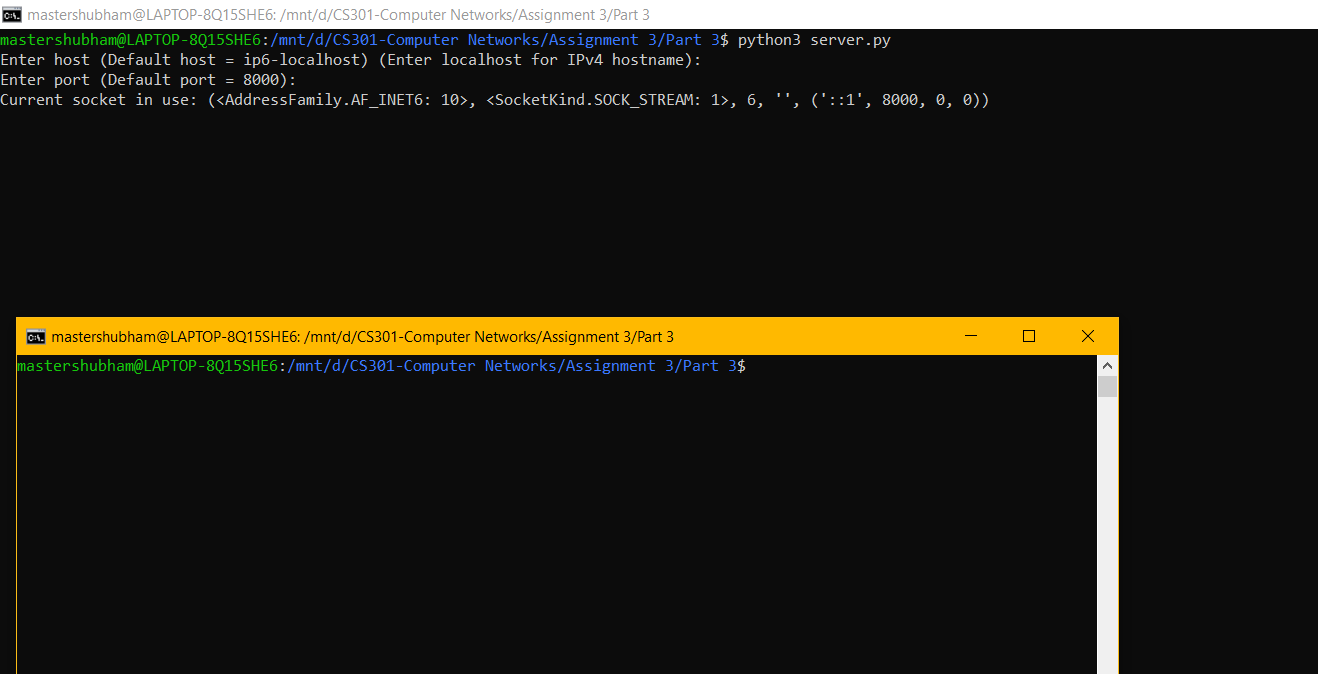 mastershubham@LAPTOP-8Q15SHE6: /mnt/d/CS301-Computer Networks/Assignment 3/Part 3
mastershubham@LAPTOP-8Q15SHE6:/mnt/d/CS301-Computer Networks/Assignment 3/Part 3$ python3 server.py
Enter host (Default host = ip6-localhost) (Enter localhost for IPv4 hostname):
Enter port (Default port = 8000):
Current socket in use: (<AddressFamily.AF_INET6: 10>, <SocketKind.SOCK_STREAM: 1>, 6, '', ('::1', 8000, 0, 0))
mastershubham@LAPTOP-8Q15SHE6: /mnt/d/CS301-Computer Networks/Assignment 3/Part 3
mastershubham@LAPTOP-8Q15SHE6:/mnt/d/CS301-Computer Networks/Assignment 3/Part 3$